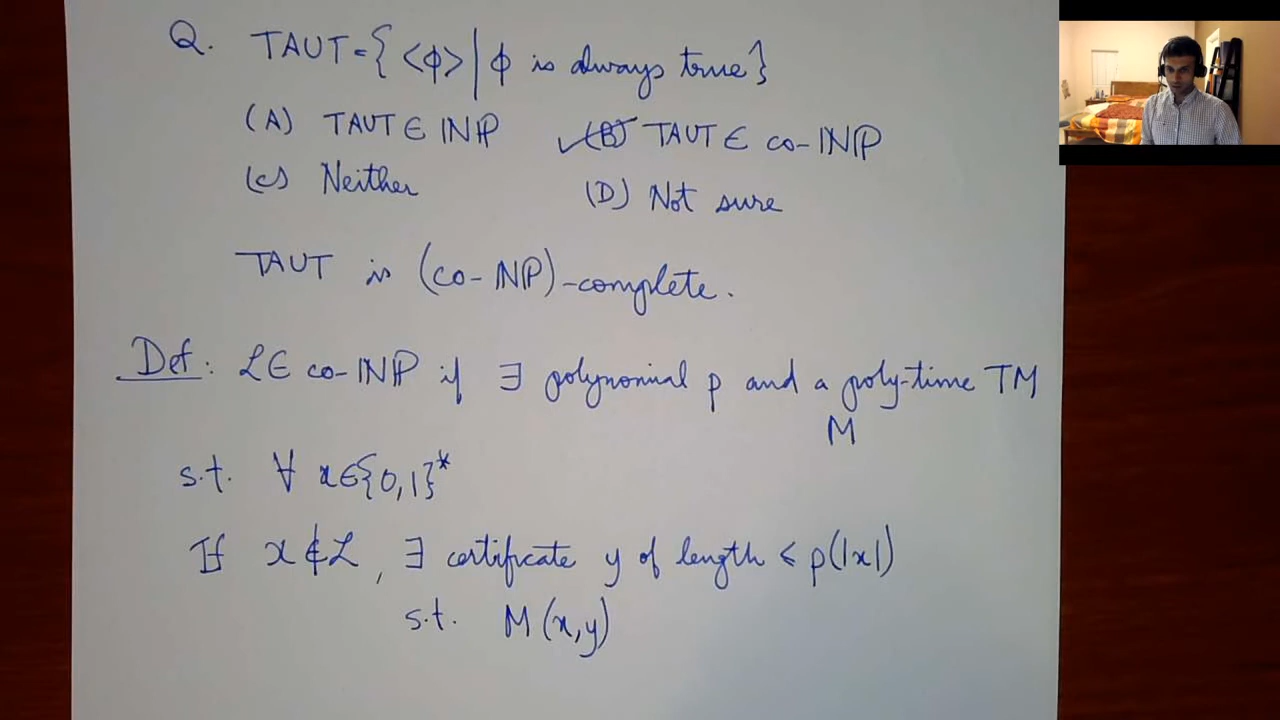 Q. TAUT = { <ϕ> | ϕ is always true }
(A) TAUT ∈ NP ✓(B) TAUT ∈ co-NP
(C) Neither (D) Not sure
TAUT is (co-NP)-complete.
Def: L ∈ co-NP if ∃ polynomial p and a poly-time TM
M
s.t. ∀ x ∈ {0,1}*
If x ∉ L, ∃ certificate y of length ≤ p(|x|)
s.t. M(x,y)